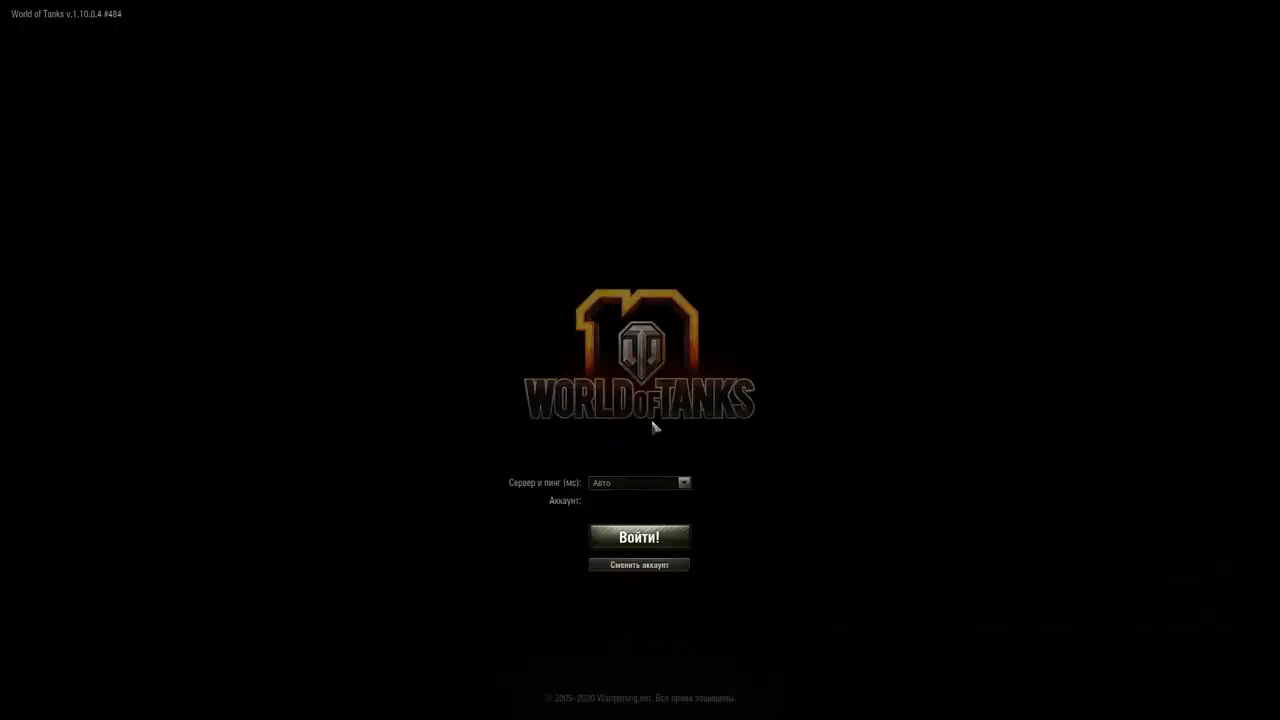 World of Tanks v.1.10.0.4 #484
10
WORLD OF TANKS
Сервер и пинг (мс): Авто
Аккаунт:
Войти!
Сменить аккаунт
© 2009–2020 Wargaming.net. Все права защищены.